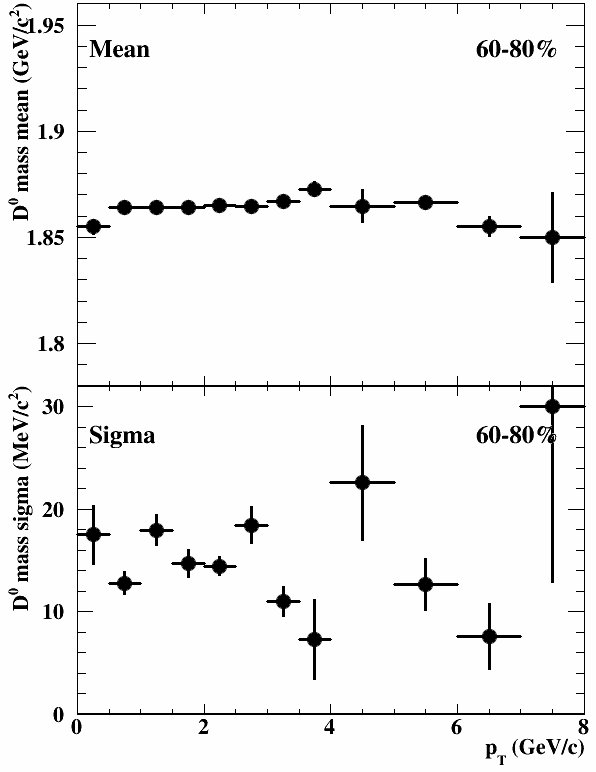 D⁰ mass mean (GeV/c²)
1.95
Mean 60-80%
1.9
1.85
1.8
D⁰ mass sigma (MeV/c²)
30
Sigma 60-80%
20
10
0
0 2 4 6 8
p_T (GeV/c)